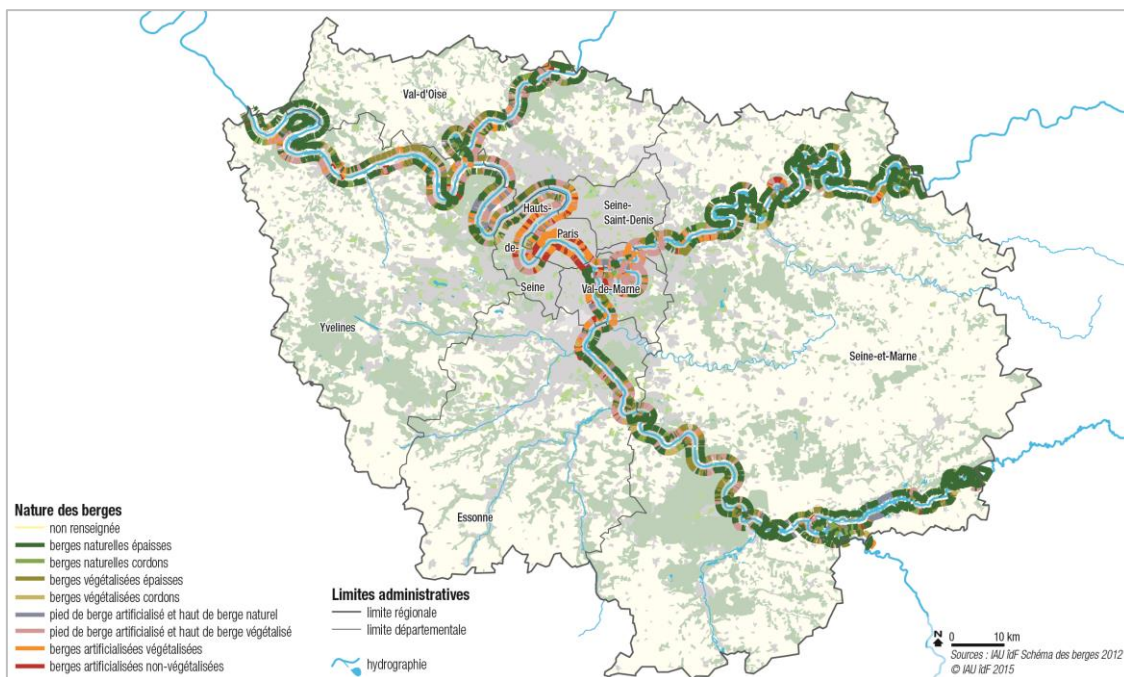 Val-d'Oise
Hauts-
Seine-
Saint-Denis
Paris
de-
Seine
Val-de-Marne
Yvelines
Seine-et-Marne
Essonne
Nature des berges
non renseignée
berges naturelles épaisses
berges naturelles cordons
berges végétalisées épaisses
berges végétalisées cordons
pied de berge artificialisé et haut de berge naturel
pied de berge artificialisé et haut de berge végétalisé
berges artificialisées végétalisées
berges artificialisées non-végétalisées
Limites administratives
limite régionale
limite départementale
hydrographie
N 0 10 km
Sources : IAU îdF Schéma des berges 2012
© IAU îdF 2015